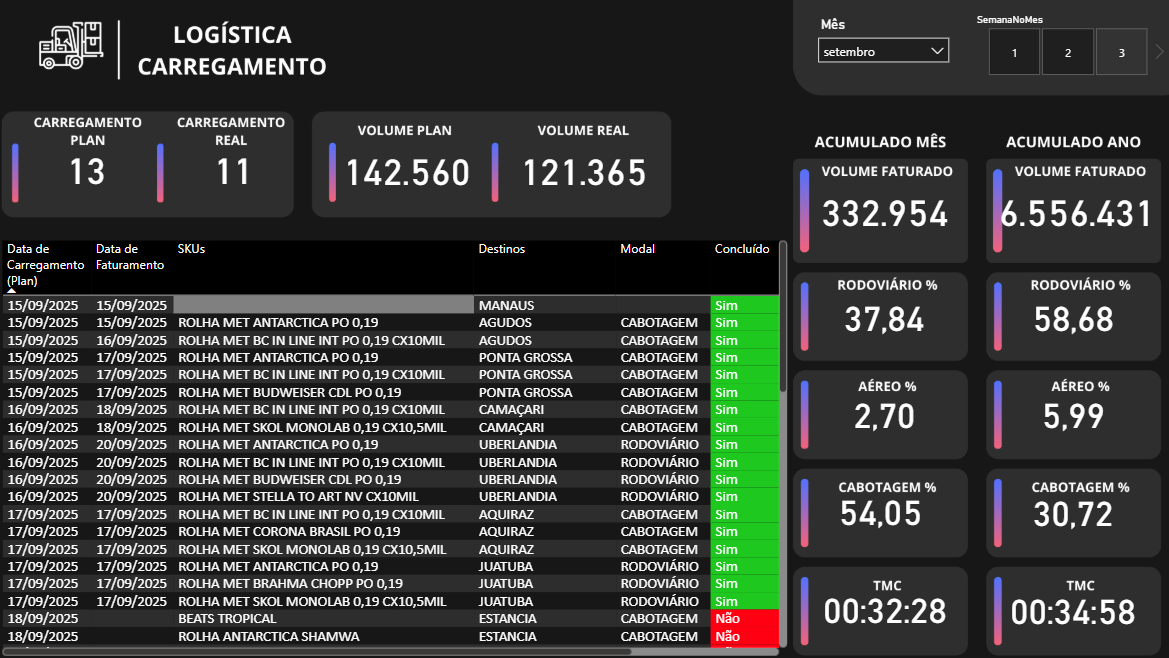 LOGÍSTICA
CARREGAMENTO
Mês
setembro
SemanaNoMes
1 2 3
CARREGAMENTO
PLAN
13
CARREGAMENTO
REAL
11
VOLUME PLAN
142.560
VOLUME REAL
121.365
Data de
Carregamento
(Plan)
Data de
Faturamento
SKUs
Destinos
Modal
Concluído
15/09/2025 15/09/2025 MANAUS Sim
15/09/2025 15/09/2025 ROLHA MET ANTARCTICA PO 0,19 AGUDOS CABOTAGEM Sim
15/09/2025 16/09/2025 ROLHA MET BC IN LINE INT PO 0,19 CX10MIL AGUDOS CABOTAGEM Sim
15/09/2025 17/09/2025 ROLHA MET ANTARCTICA PO 0,19 PONTA GROSSA CABOTAGEM Sim
15/09/2025 17/09/2025 ROLHA MET BC IN LINE INT PO 0,19 CX10MIL PONTA GROSSA CABOTAGEM Sim
15/09/2025 17/09/2025 ROLHA MET BUDWEISER CDL PO 0,19 PONTA GROSSA CABOTAGEM Sim
16/09/2025 18/09/2025 ROLHA MET BC IN LINE INT PO 0,19 CX10MIL CAMAÇARI CABOTAGEM Sim
16/09/2025 18/09/2025 ROLHA MET SKOL MONOLAB 0,19 CX10,5MIL CAMAÇARI CABOTAGEM Sim
16/09/2025 20/09/2025 ROLHA MET ANTARCTICA PO 0,19 UBERLANDIA RODOVIÁRIO Sim
16/09/2025 20/09/2025 ROLHA MET BC IN LINE INT PO 0,19 CX10MIL UBERLANDIA RODOVIÁRIO Sim
16/09/2025 20/09/2025 ROLHA MET BUDWEISER CDL PO 0,19 UBERLANDIA RODOVIÁRIO Sim
16/09/2025 20/09/2025 ROLHA MET STELLA TO ART NV CX10MIL UBERLANDIA RODOVIÁRIO Sim
17/09/2025 17/09/2025 ROLHA MET BC IN LINE INT PO 0,19 CX10MIL AQUIRAZ CABOTAGEM Sim
17/09/2025 17/09/2025 ROLHA MET CORONA BRASIL PO 0,19 AQUIRAZ CABOTAGEM Sim
17/09/2025 17/09/2025 ROLHA MET SKOL MONOLAB 0,19 CX10,5MIL AQUIRAZ CABOTAGEM Sim
17/09/2025 17/09/2025 ROLHA MET ANTARCTICA PO 0,19 JUATUBA RODOVIÁRIO Sim
17/09/2025 17/09/2025 ROLHA MET BRAHMA CHOPP PO 0,19 JUATUBA RODOVIÁRIO Sim
17/09/2025 17/09/2025 ROLHA MET SKOL MONOLAB 0,19 CX10,5MIL JUATUBA RODOVIÁRIO Sim
18/09/2025 BEATS TROPICAL ESTANCIA CABOTAGEM Não
18/09/2025 ROLHA ANTARCTICA SHAMWA ESTANCIA CABOTAGEM Não
ACUMULADO MÊS
VOLUME FATURADO
332.954
RODOVIÁRIO %
37,84
AÉREO %
2,70
CABOTAGEM %
54,05
TMC
00:32:28
ACUMULADO ANO
VOLUME FATURADO
6.556.431
RODOVIÁRIO %
58,68
AÉREO %
5,99
CABOTAGEM %
30,72
TMC
00:34:58